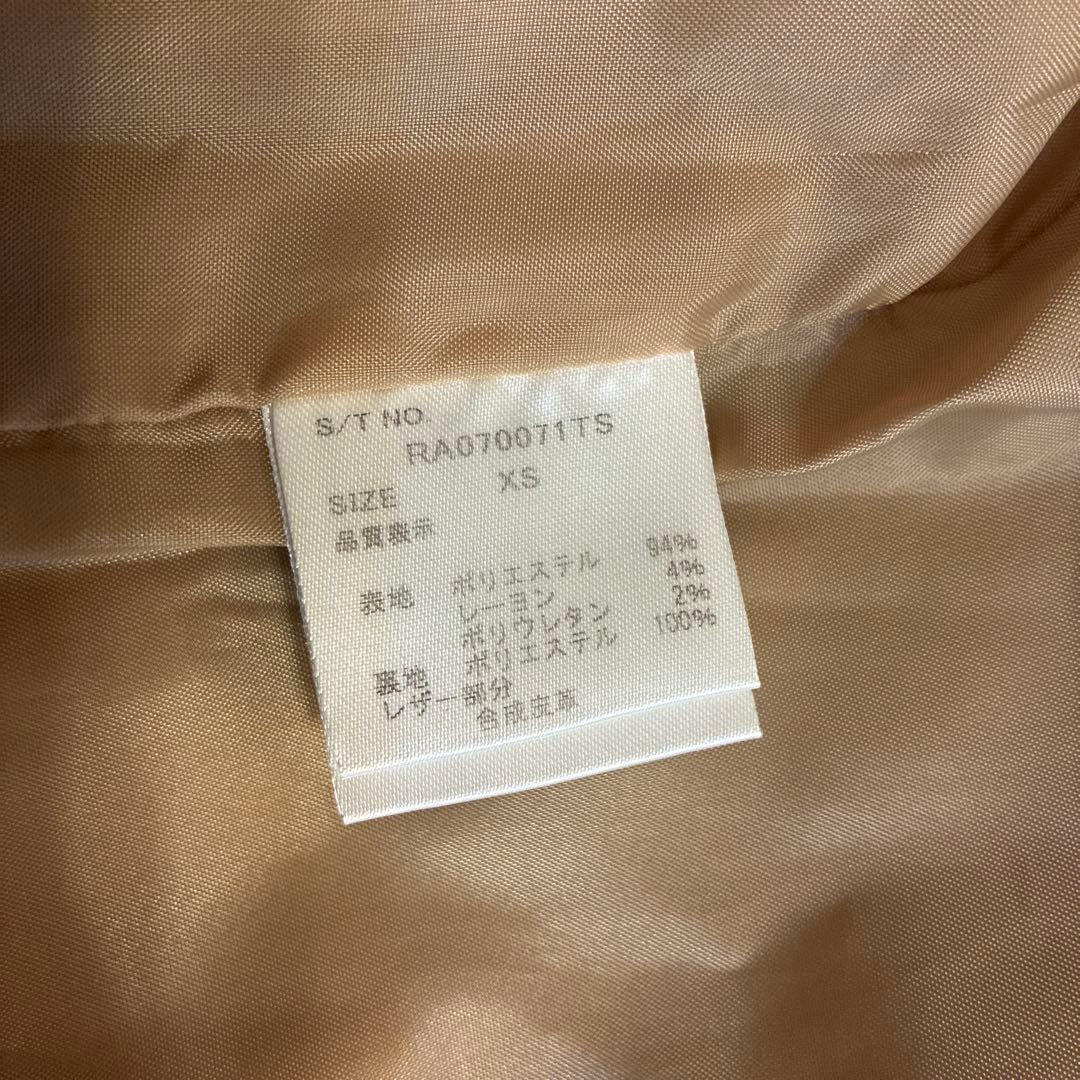 S/T NO.
RA070071TS
SIZE XS
品質表示
表地 ポリエステル 94%
レーヨン 4%
ポリウレタン 2%
裏地 ポリエステル 100%
レザー部分
合成皮革